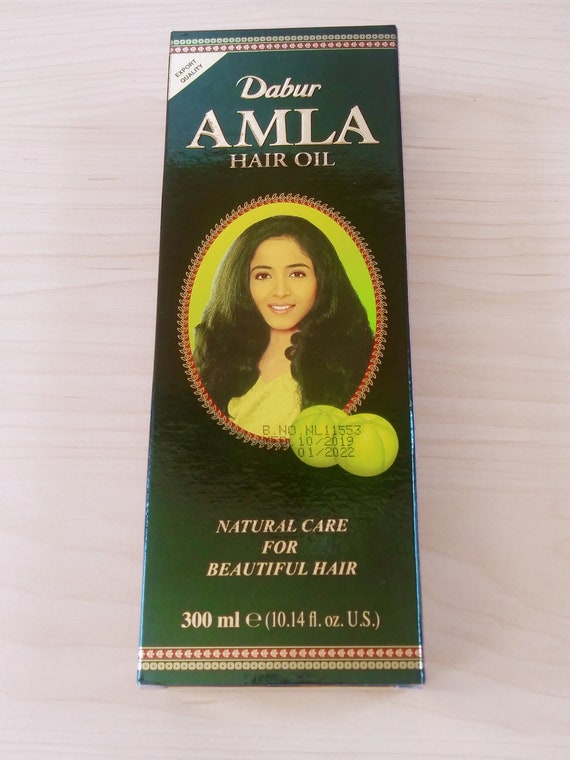 EXPORT
QUALITY
Dabur
AMLA
HAIR OIL
B.NO.WL11553
10/2019
01/2022
NATURAL CARE
FOR
BEAUTIFUL HAIR
300 ml ℮ (10.14 fl. oz. U.S.)